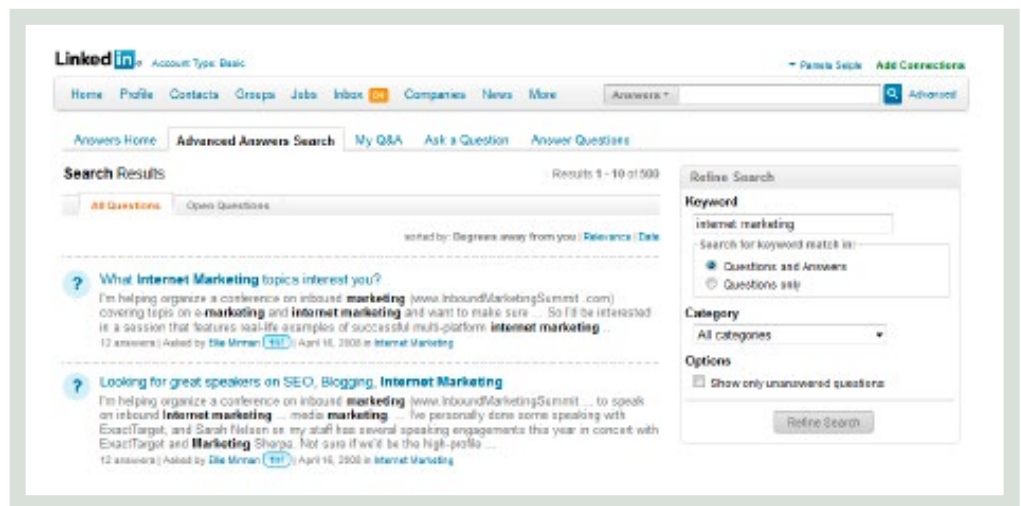 Linked in Account Type: Basic
Pamela Seiple Add Connections
Home Profile Contacts Groups Jobs Inbox Companies News More Answers Advanced
Answers Home Advanced Answers Search My Q&A Ask a Question Answer Questions
Search Results Results 1 - 10 of 500
All Questions Open Questions
sorted by: Degrees away from you | Relevance | Date
? What Internet Marketing topics interest you?
I'm helping organize a conference on inbound marketing (www.InboundMarketingSummit .com)
covering topis on e-marketing and internet marketing and want to make sure ... So I'd be interested
in a session that features real-life examples of successful multi-platform internet marketing ...
12 answers | Asked by Ellie Mirman 1st | April 16, 2008 in Internet Marketing
? Looking for great speakers on SEO, Blogging, Internet Marketing
I'm helping organize a conference on inbound marketing (www.InboundMarketingSummit ... to speak
on inbound Internet marketing ... media marketing ... I've personally done some speaking with
ExactTarget, and Sarah Nelson on my staff has several speaking engagements this year in concert with
ExactTarget and Marketing Sherpa. Not sure if we'd be the high-profile ...
12 answers | Asked by Ellie Mirman 1st | April 16, 2008 in Internet Marketing
Refine Search
Keyword
internet marketing
Search for keyword match in:
Questions and Answers
Questions only
Category
All categories
Options
Show only unanswered questions
Refine Search